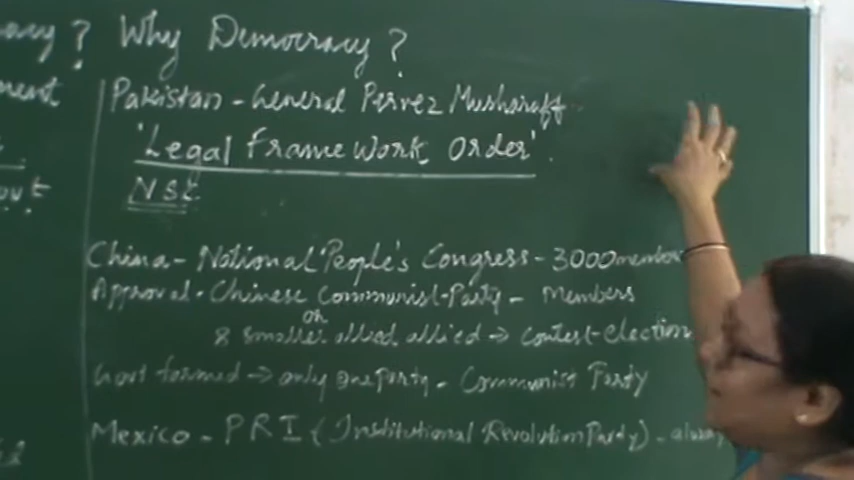 ? Why Democracy?
Pakistan - General Pervez Musharaff
'Legal Frame Work Order'.
NSC
China - National People's Congress - 3000 members
Approval - Chinese Communist Party - Members
or
8 smaller allied allied → contest election
Govt formed → only one Party - Communist Party
Mexico - PRI (Institutional Revolution Party) -